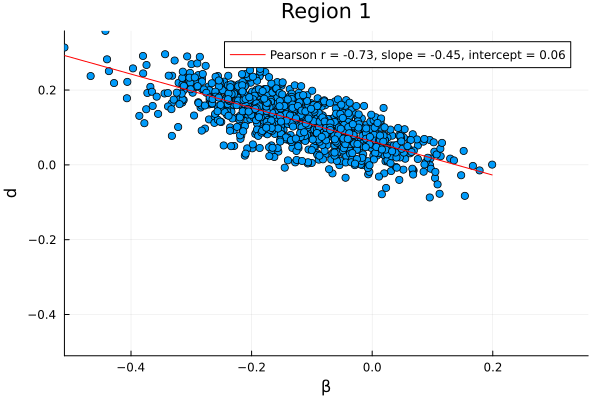 Region 1
Pearson r = -0.73, slope = -0.45, intercept = 0.06
d
0.2
0.0
−0.2
−0.4
−0.4
−0.2
0.0
0.2
β